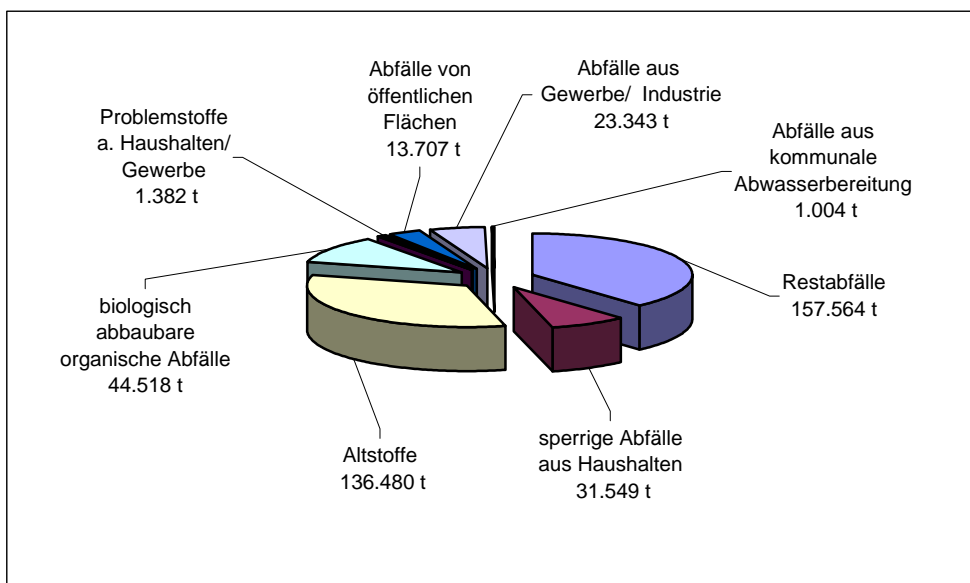 Abfälle von
öffentlichen
Flächen
13.707 t
Abfälle aus
Gewerbe/ Industrie
23.343 t
Problemstoffe
a. Haushalten/
Gewerbe
1.382 t
Abfälle aus
kommunale
Abwasserbereitung
1.004 t
Restabfälle
157.564 t
biologisch
abbaubare
organische Abfälle
44.518 t
Altstoffe
136.480 t
sperrige Abfälle
aus Haushalten
31.549 t